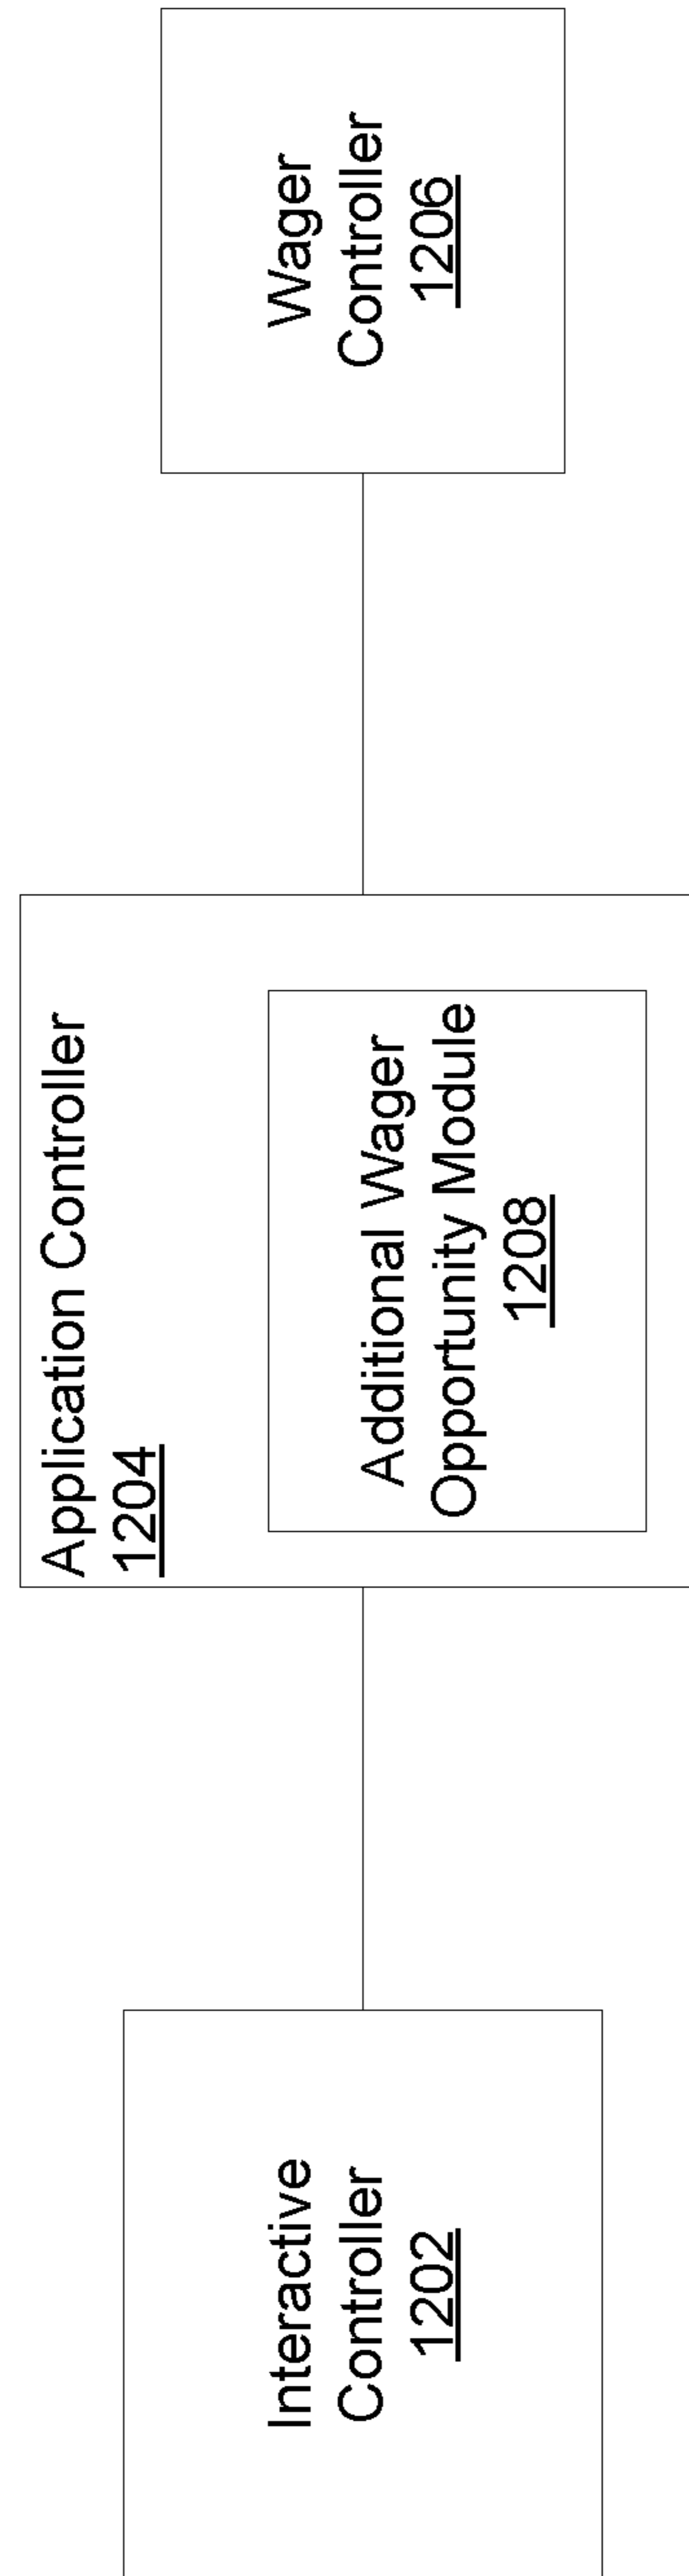 Interactive
Controller
1202
Application Controller
1204
Additional Wager
Opportunity Module
1208
Wager
Controller
1206